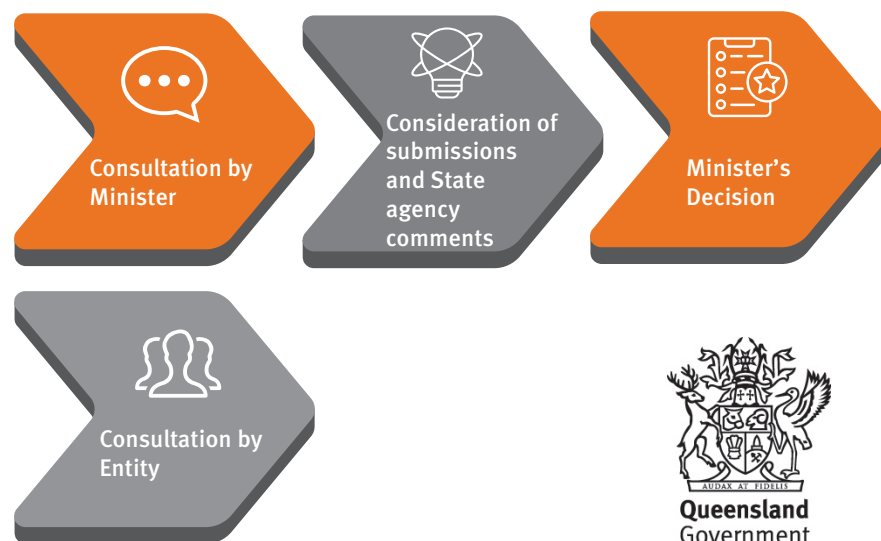 Consultation by
Minister
Consideration of
submissions
and State
agency
comments
Minister's
Decision
Consultation by
Entity
AUDAX AT FIDELIS
Queensland
Government